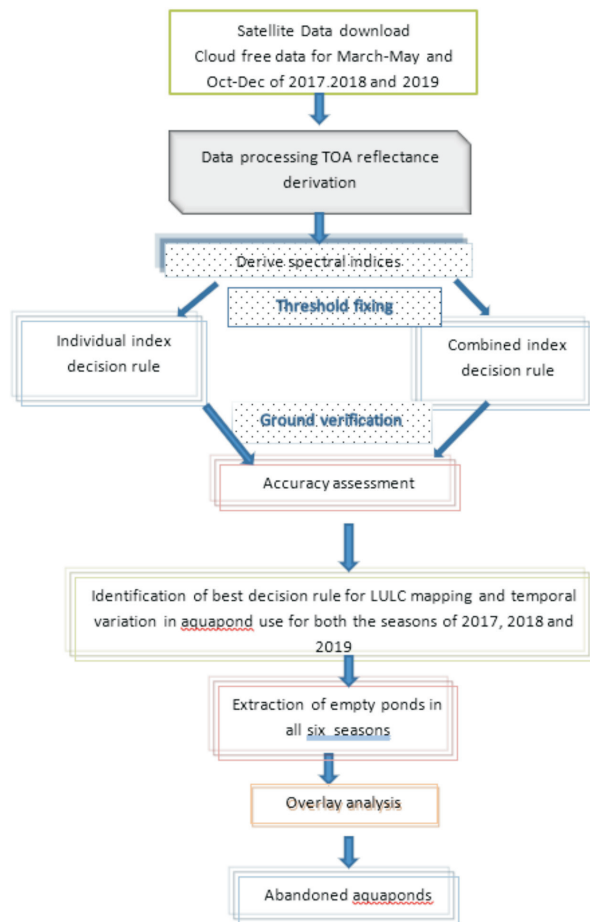 Satellite Data download
Cloud free data for March-May and
Oct-Dec of 2017.2018 and 2019
Data processing TOA reflectance
derivation
Derive spectral indices
Threshold fixing
Individual index
decision rule
Combined index
decision rule
Ground verification
Accuracy assessment
Identification of best decision rule for LULC mapping and temporal
variation in aquapond use for both the seasons of 2017, 2018 and
2019
Extraction of empty ponds in
all six seasons
Overlay analysis
Abandoned aquaponds